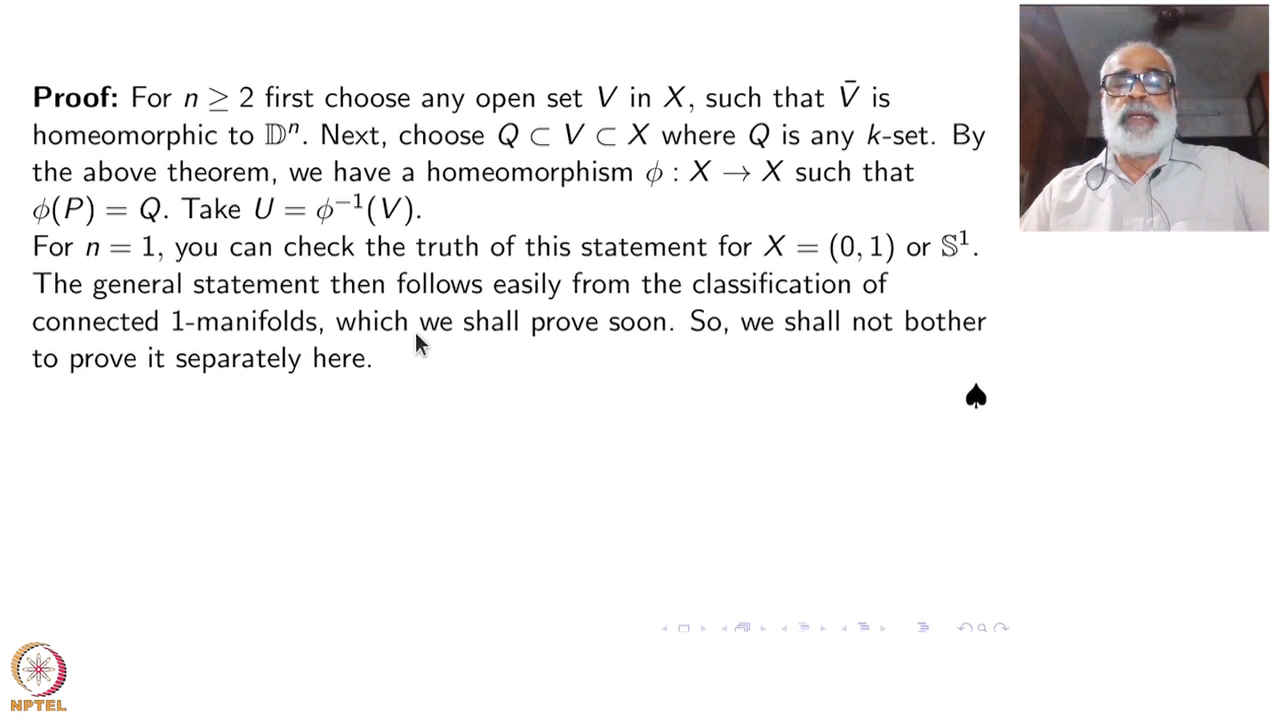 Proof: For n ≥ 2 first choose any open set V in X, such that V̄ is
homeomorphic to 𝔻ⁿ. Next, choose Q ⊂ V ⊂ X where Q is any k-set. By
the above theorem, we have a homeomorphism ϕ : X → X such that
ϕ(P) = Q. Take U = ϕ⁻¹(V).
For n = 1, you can check the truth of this statement for X = (0, 1) or 𝕊¹.
The general statement then follows easily from the classification of
connected 1-manifolds, which we shall prove soon. So, we shall not bother
to prove it separately here.
♠
NPTEL